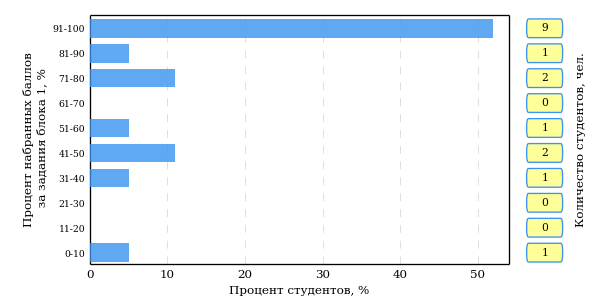 Процент набранных баллов
за задания блока 1, %
91-100 9
81-90 1
71-80 2
61-70 0
51-60 1
41-50 2
31-40 1
21-30 0
11-20 0
0-10 1
0 10 20 30 40 50
Процент студентов, %
Количество студентов, чел.